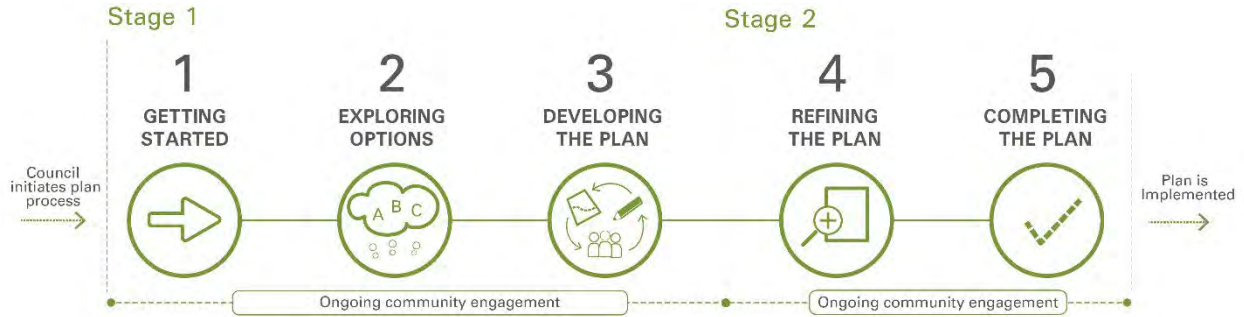 Stage 1
Stage 2
1
GETTING
STARTED
2
EXPLORING
OPTIONS
3
DEVELOPING
THE PLAN
4
REFINING
THE PLAN
5
COMPLETING
THE PLAN
Council
initiates plan
process
A B C
Plan is
Implemented
Ongoing community engagement
Ongoing community engagement